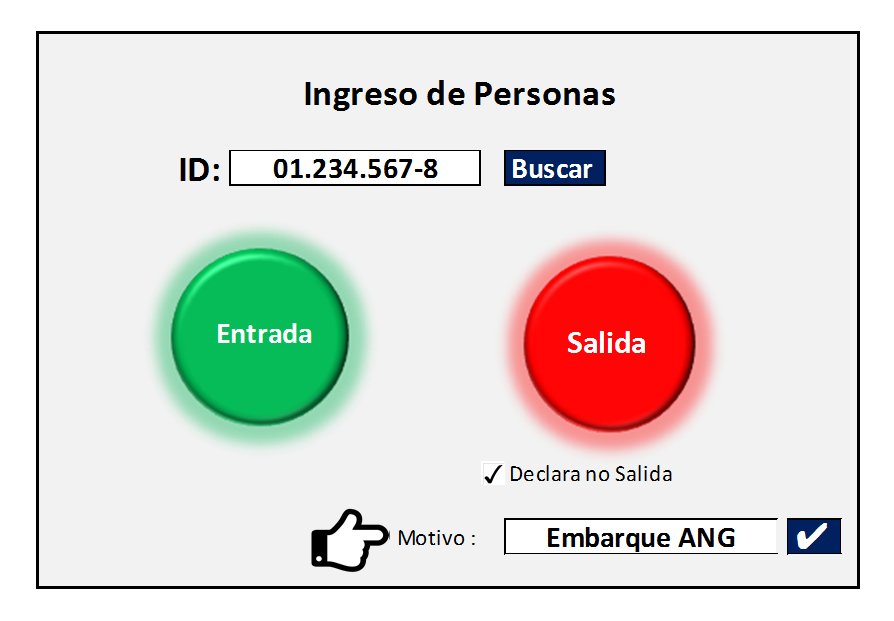 Ingreso de Personas
ID: 01.234.567-8 Buscar
Entrada
Salida
Declara no Salida
Motivo : Embarque ANG